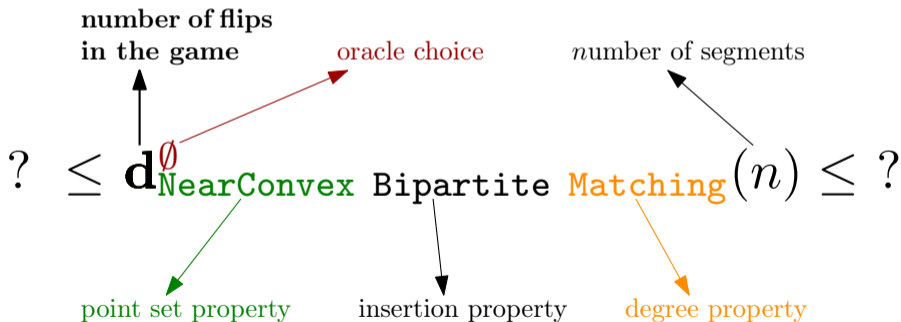 number of flips
in the game
oracle choice
number of segments
? ≤ d^∅_NearConvex Bipartite Matching(n) ≤ ?
point set property
insertion property
degree property